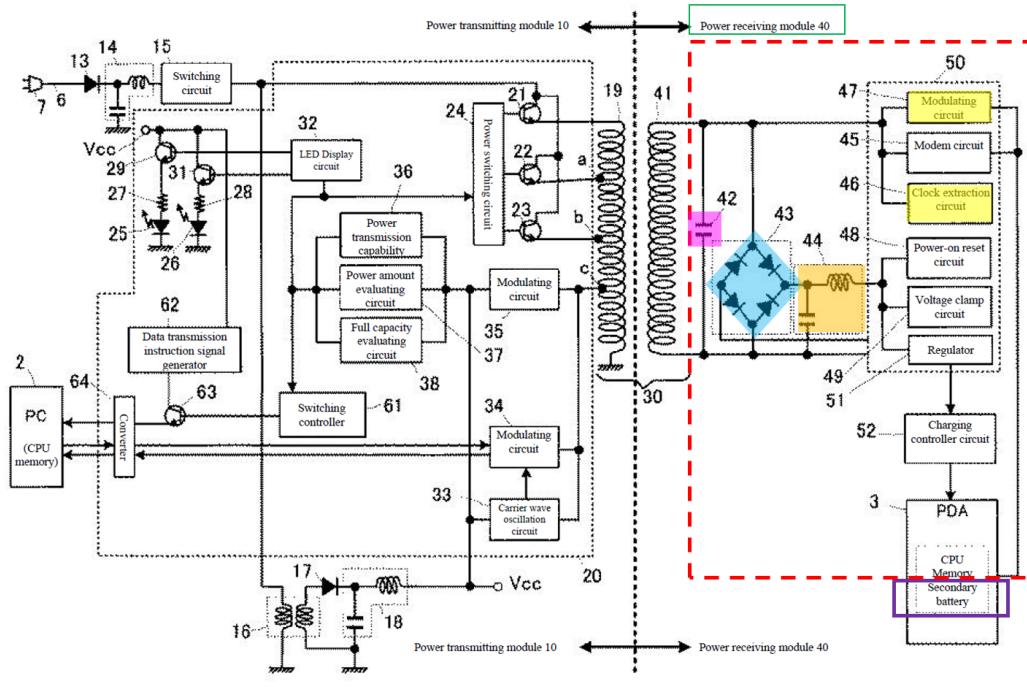 Power transmitting module 10
Power receiving module 40
14
15
13
Switching
circuit
7
6
Vcc
29
31
27
28
25
26
32
LED Display
circuit
36
Power
transmission
capability
Power amount
evaluating
circuit
37
Full capacity
evaluating
circuit
38
24
Power switching circuit
21
22
23
19
41
a
b
c
Modulating
circuit
35
30
42
43
44
50
47
Modulating
circuit
45
Modem circuit
46
Clock extraction
circuit
48
Power-on reset
circuit
Voltage clamp
circuit
49
Regulator
51
52
Charging
controller circuit
3
PDA
CPU
Memory
Secondary
battery
62
Data transmission
instruction signal
generator
2
PC
(CPU
memory)
64
Converter
63
Switching
controller
61
34
Modulating
circuit
33
Carrier wave
oscillation
circuit
20
17
Vcc
16
18
Power transmitting module 10
Power receiving module 40